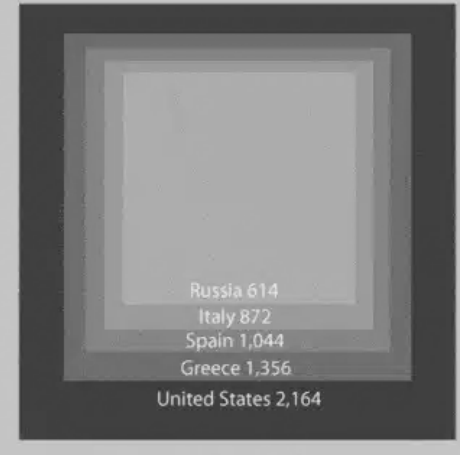 Russia 614
Italy 872
Spain 1,044
Greece 1,356
United States 2,164